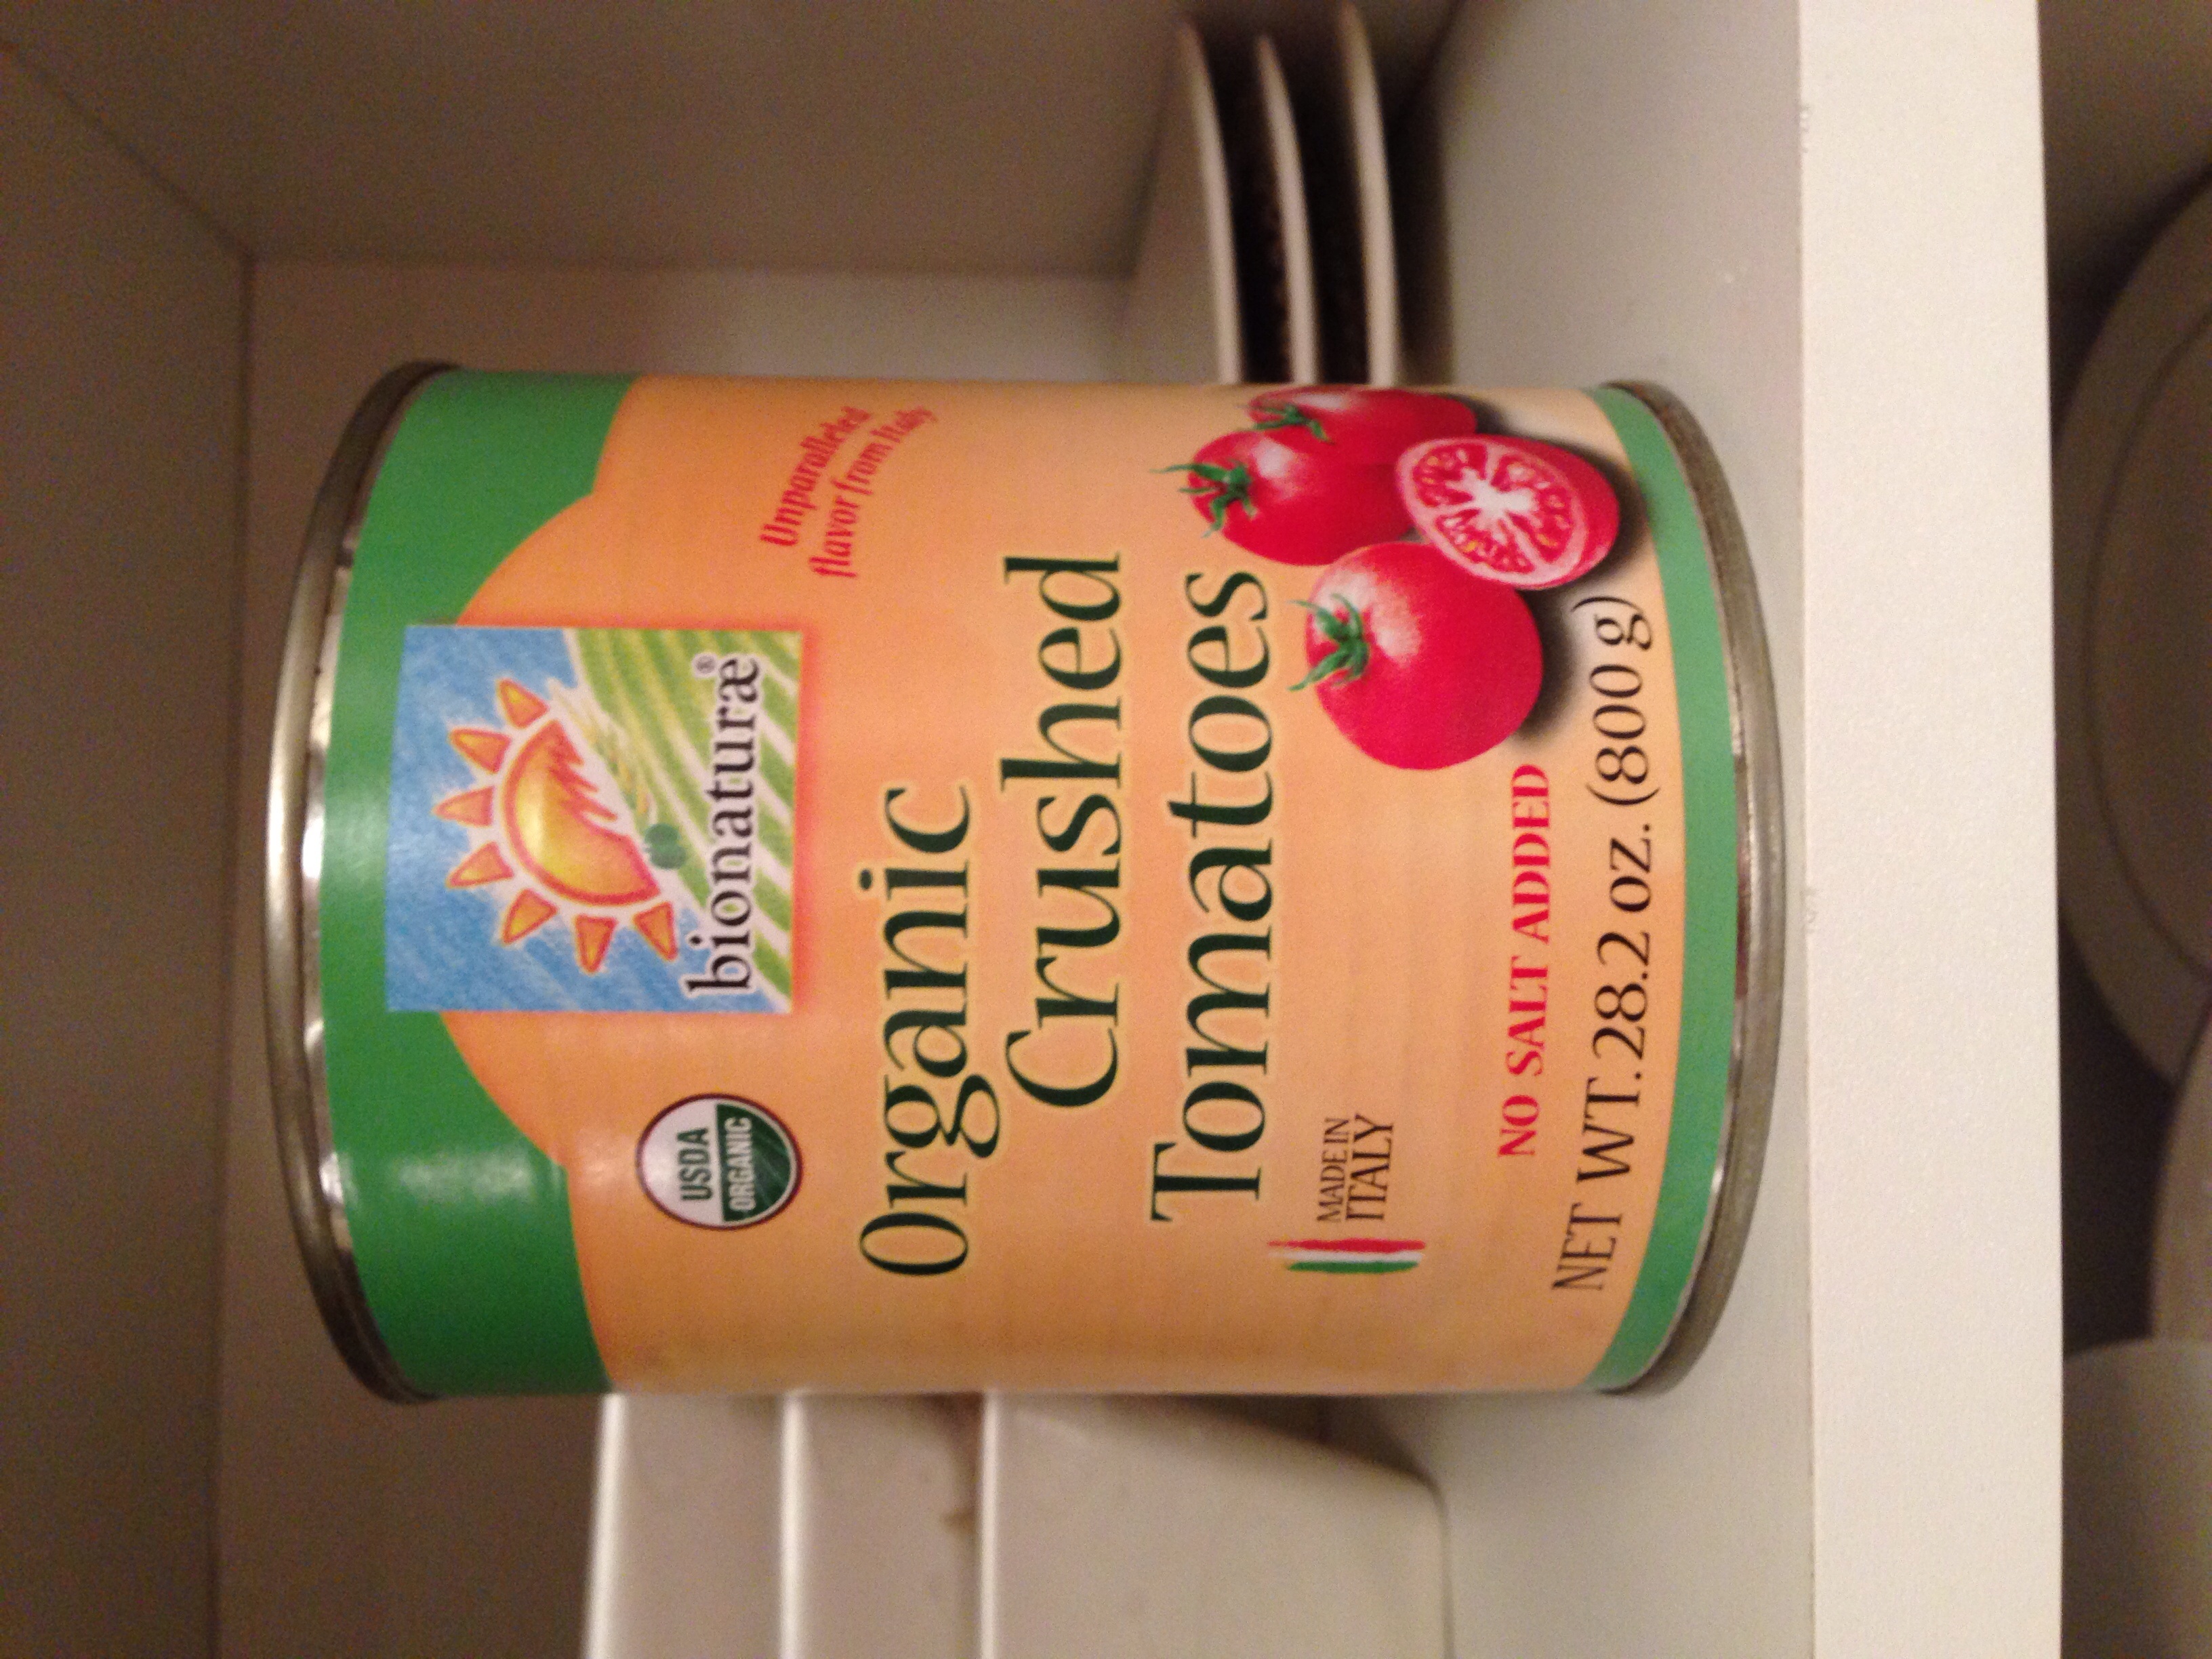 bionaturæ®
USDA
ORGANIC
Unparalleled
flavor from Italy
Organic
Crushed
Tomatoes
MADE IN
ITALY
NO SALT ADDED
NET WT. 28.2 oz. (800 g)